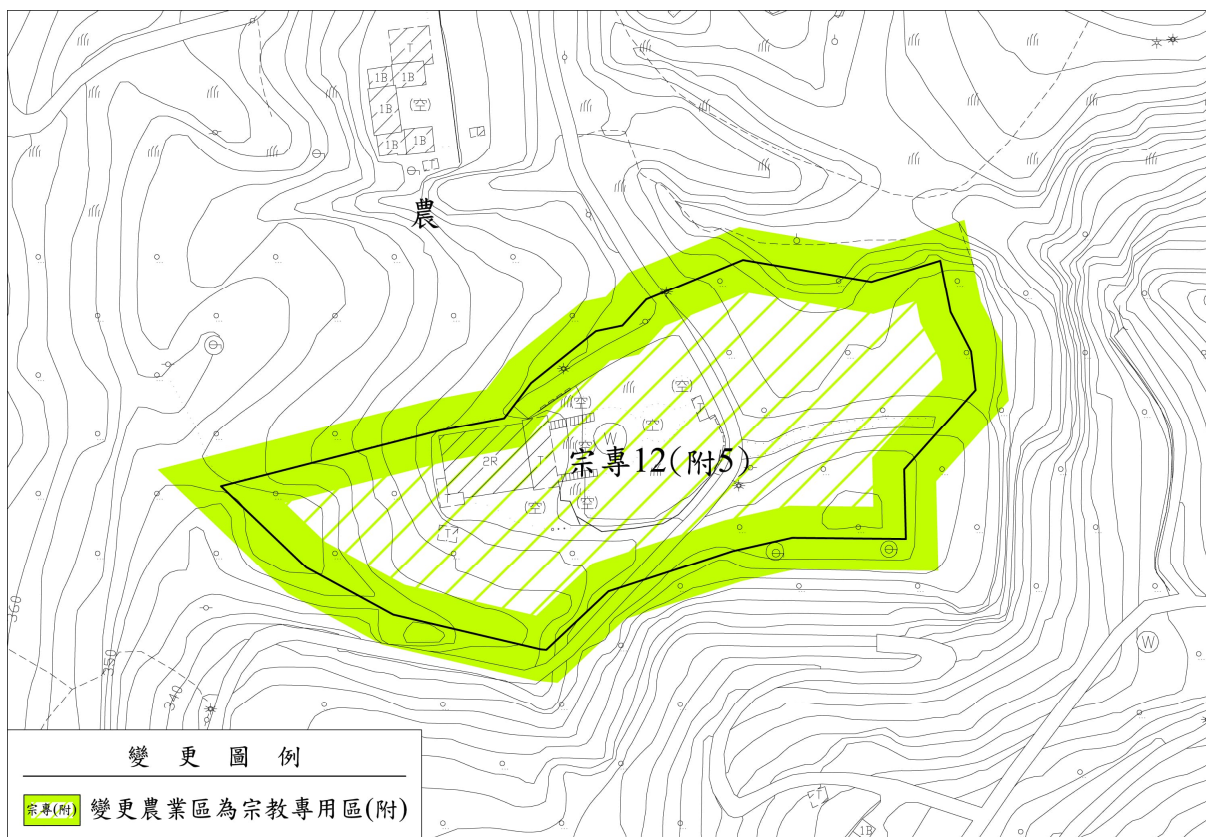 T
1B 1B
1B (空)
1B 1B
農
(空)
(空)
(空)
(空) W
2R T
宗專12(附5)
(空) (空)
T
W
360
350
340
1B
變更圖例
宗專(附) 變更農業區為宗教專用區(附)